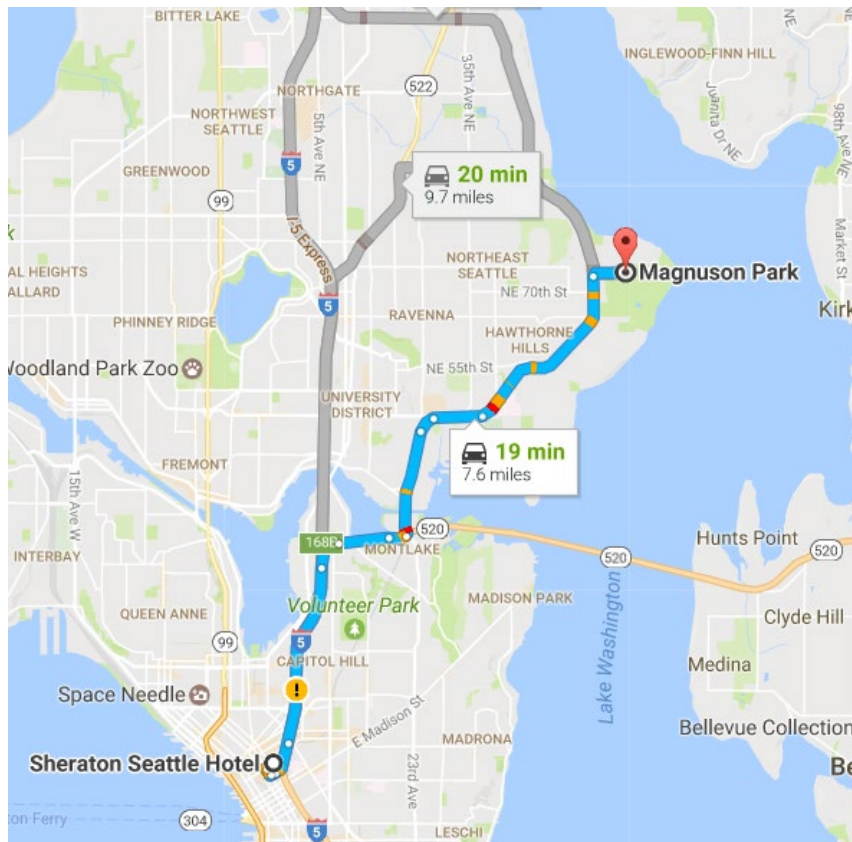 BITTER LAKE
INGLEWOOD-FINN HILL
35th Ave NE
NORTHGATE
522
Juanita Dr NE
98th Ave
NORTHWEST
SEATTLE
5th Ave NE
5
20 min
9.7 miles
GREENWOOD
99
I-5 Express
Market St
NORTHEAST
SEATTLE
Magnuson Park
AL HEIGHTS
ALLARD
NE 70th St
5
RAVENNA
Kirk
PHINNEY RIDGE
HAWTHORNE
HILLS
Woodland Park Zoo
NE 55th St
UNIVERSITY
DISTRICT
19 min
7.6 miles
FREMONT
15th Ave W
168B
520
MONTLAKE
Hunts Point
520
520
INTERBAY
Volunteer Park
MADISON PARK
QUEEN ANNE
Clyde Hill
99
5
CAPITOL HILL
Lake Washington
Medina
Space Needle
!
E Madison St
Bellevue Collection
MADRONA
Sheraton Seattle Hotel
23rd Ave
Be
304
ton Ferry
5
LESCHI